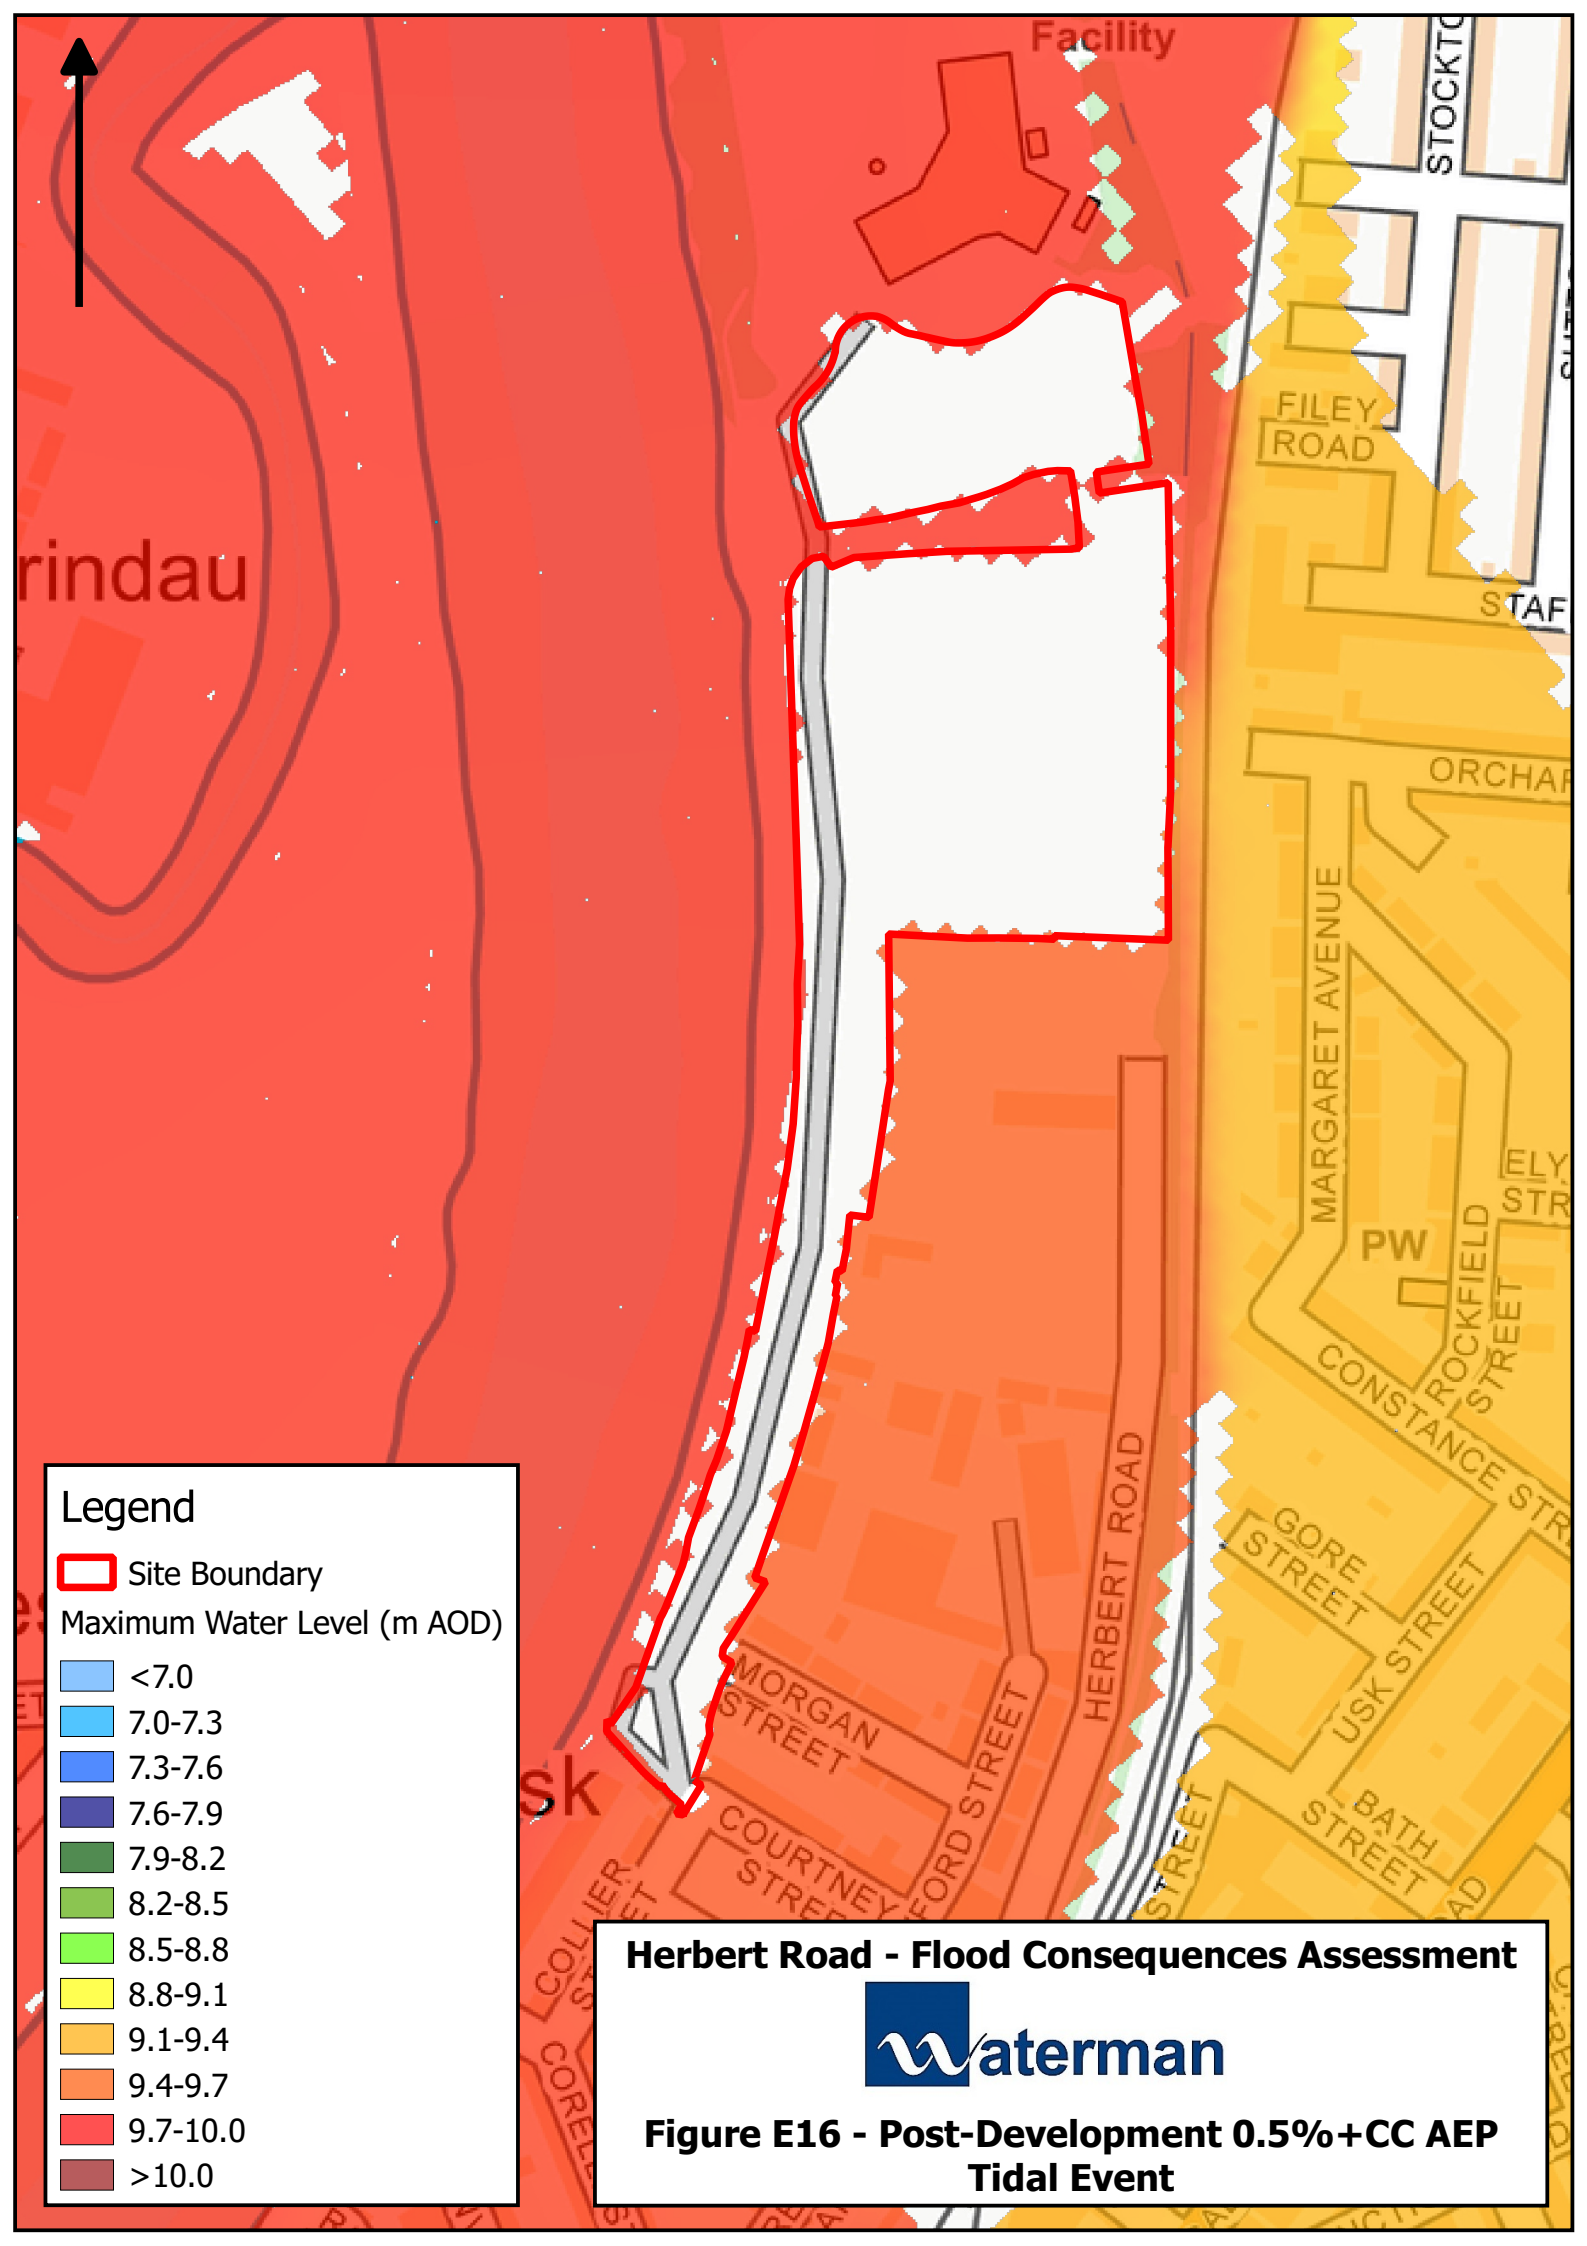 Facility
STOCKTO
FILEY
ROAD
STAF
rindau
ORCHAR
MARGARET AVENUE
ELY
STR
PW
ROCKFIELD
STREET
CONSTANCE STR
GORE
STREET
USK STREET
HERBERT ROAD
MORGAN
STREET
FORD STREET
BATH
STREET
STREET
COURTNEY
STRE
COLLIER
sk
Legend
Site Boundary
Maximum Water Level (m AOD)
<7.0
7.0-7.3
7.3-7.6
7.6-7.9
7.9-8.2
8.2-8.5
8.5-8.8
8.8-9.1
9.1-9.4
9.4-9.7
9.7-10.0
>10.0
Herbert Road - Flood Consequences Assessment
Waterman
Figure E16 - Post-Development 0.5%+CC AEP
Tidal Event